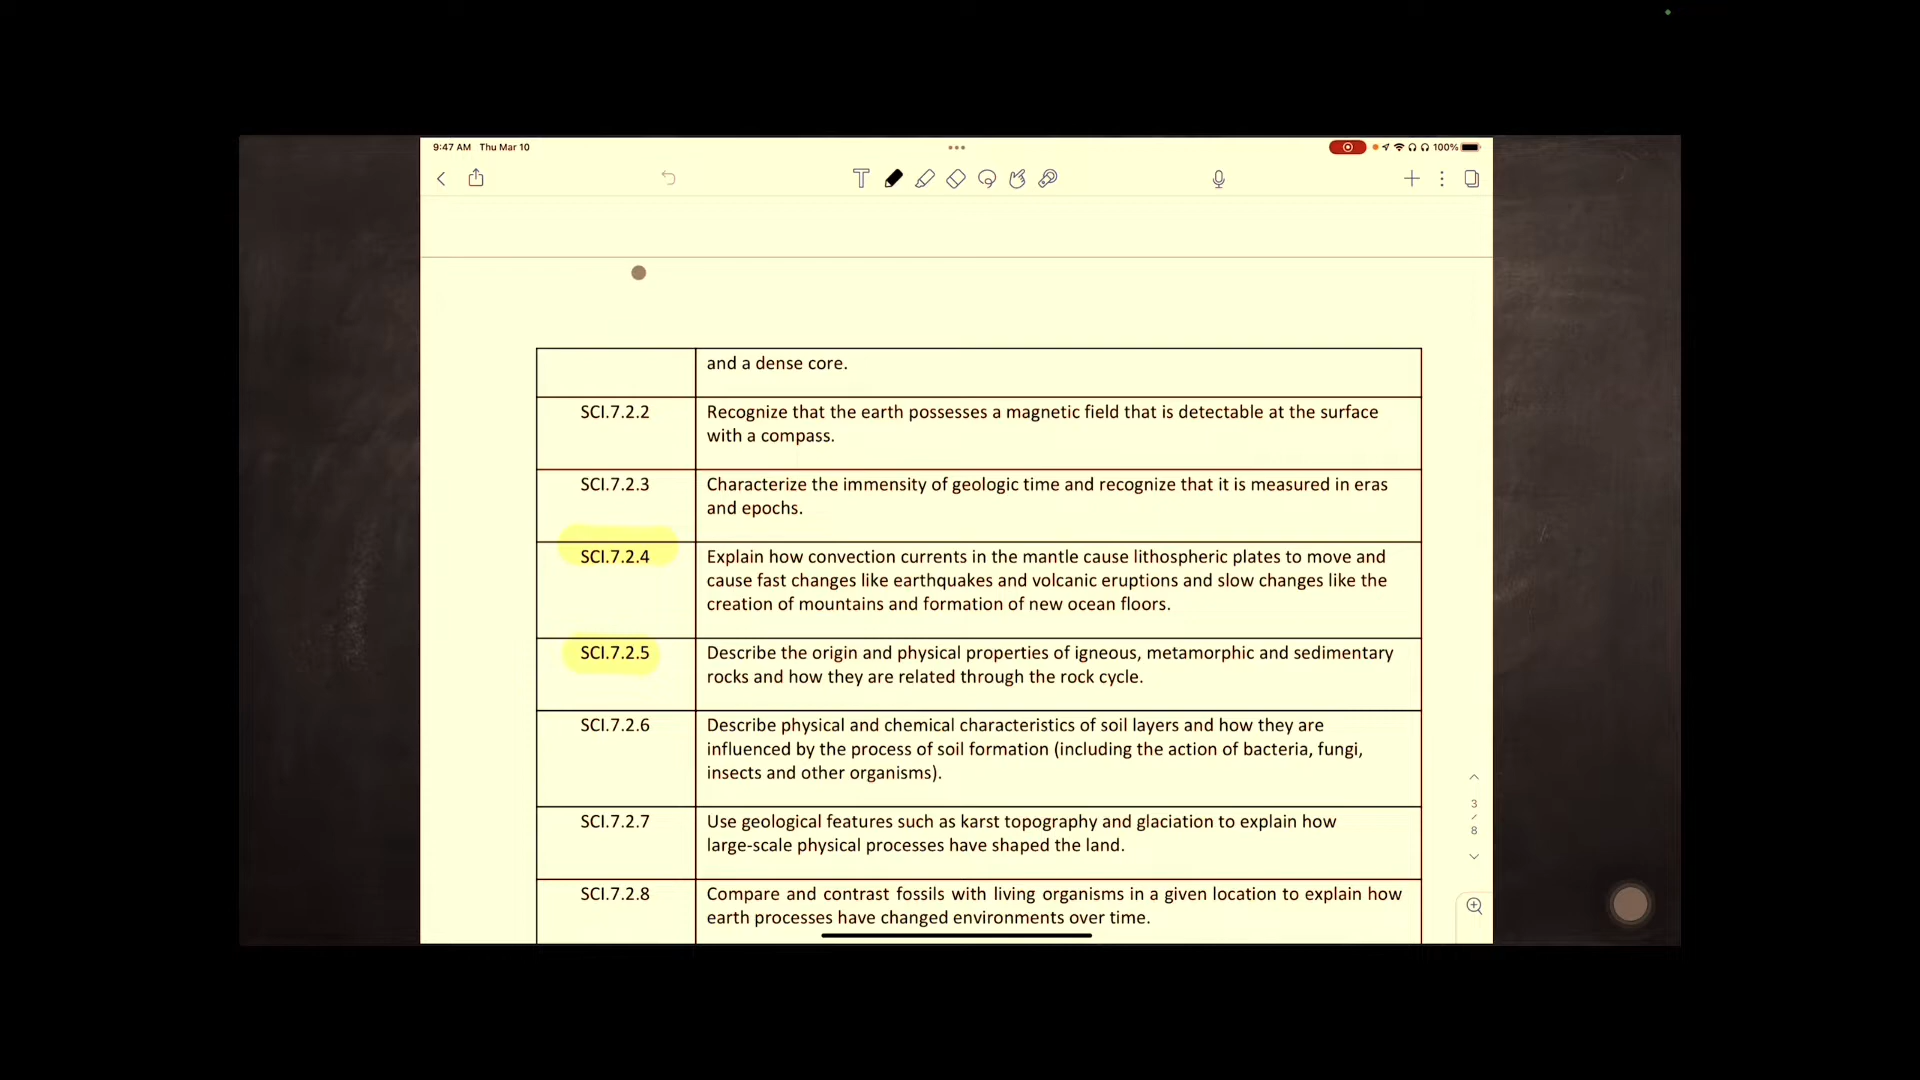 9:47 AM Thu Mar 10
100%
and a dense core.
SCI.7.2.2
Recognize that the earth possesses a magnetic field that is detectable at the surface
with a compass.
SCI.7.2.3
Characterize the immensity of geologic time and recognize that it is measured in eras
and epochs.
SCI.7.2.4
Explain how convection currents in the mantle cause lithospheric plates to move and
cause fast changes like earthquakes and volcanic eruptions and slow changes like the
creation of mountains and formation of new ocean floors.
SCI.7.2.5
Describe the origin and physical properties of igneous, metamorphic and sedimentary
rocks and how they are related through the rock cycle.
SCI.7.2.6
Describe physical and chemical characteristics of soil layers and how they are
influenced by the process of soil formation (including the action of bacteria, fungi,
insects and other organisms).
SCI.7.2.7
Use geological features such as karst topography and glaciation to explain how
large-scale physical processes have shaped the land.
SCI.7.2.8
Compare and contrast fossils with living organisms in a given location to explain how
earth processes have changed environments over time.
3
/
8